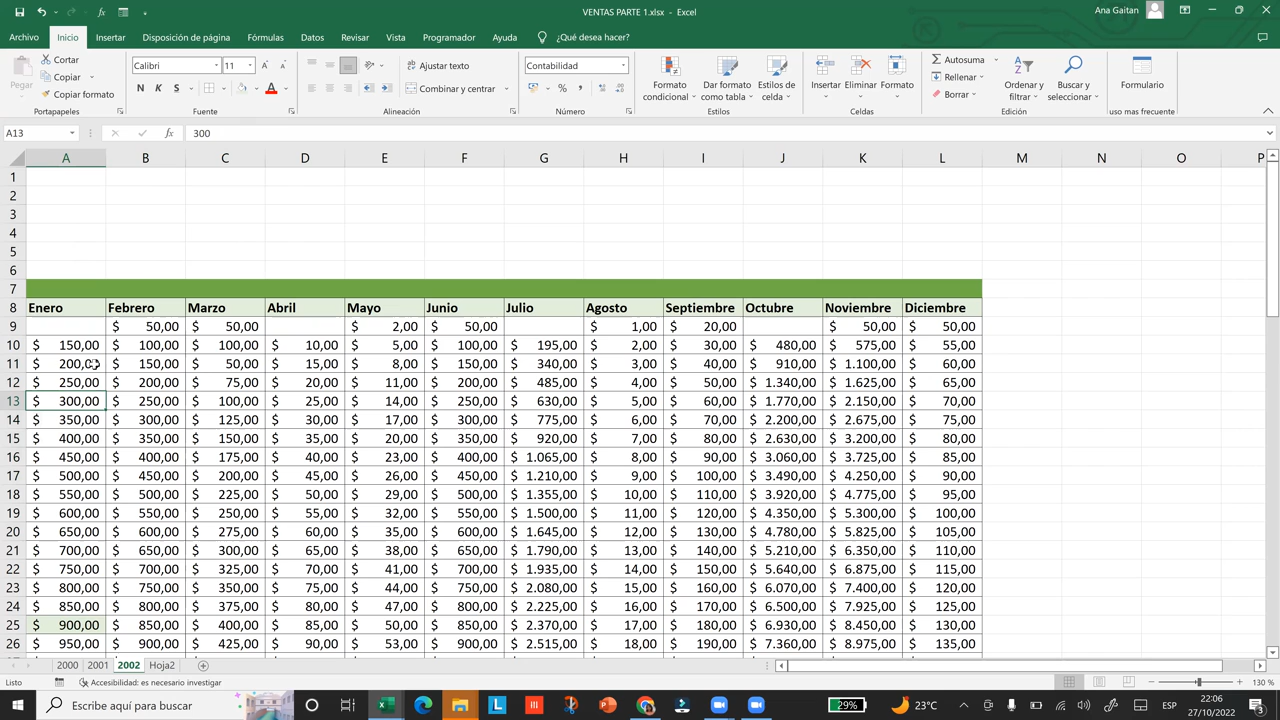 VENTAS PARTE 1.xlsx - Excel
Ana Gaitan
Archivo Inicio Insertar Disposición de página Fórmulas Datos Revisar Vista Programador Ayuda ¿Qué desea hacer?
Pegar
Cortar
Copiar
Copiar formato
Portapapeles
Calibri 11
N K S
Fuente
Ajustar texto
Combinar y centrar
Alineación
Contabilidad
Número
Formato condicional
Dar formato como tabla
Estilos de celda
Estilos
Insertar Eliminar Formato
Celdas
Autosuma
Rellenar
Borrar
Ordenar y filtrar
Buscar y seleccionar
Edición
Formulario
uso mas frecuente
A13 fx 300
A B C D E F G H I J K L M N O P
1
2
3
4
5
6
7
8 Enero Febrero Marzo Abril Mayo Junio Julio Agosto Septiembre Octubre Noviembre Diciembre
9 $ 50,00 $ 50,00 $ 2,00 $ 50,00 $ 1,00 $ 20,00 $ 50,00 $ 50,00
10 $ 150,00 $ 100,00 $ 100,00 $ 10,00 $ 5,00 $ 100,00 $ 195,00 $ 2,00 $ 30,00 $ 480,00 $ 575,00 $ 55,00
11 $ 200,00 $ 150,00 $ 50,00 $ 15,00 $ 8,00 $ 150,00 $ 340,00 $ 3,00 $ 40,00 $ 910,00 $ 1.100,00 $ 60,00
12 $ 250,00 $ 200,00 $ 75,00 $ 20,00 $ 11,00 $ 200,00 $ 485,00 $ 4,00 $ 50,00 $ 1.340,00 $ 1.625,00 $ 65,00
13 $ 300,00 $ 250,00 $ 100,00 $ 25,00 $ 14,00 $ 250,00 $ 630,00 $ 5,00 $ 60,00 $ 1.770,00 $ 2.150,00 $ 70,00
14 $ 350,00 $ 300,00 $ 125,00 $ 30,00 $ 17,00 $ 300,00 $ 775,00 $ 6,00 $ 70,00 $ 2.200,00 $ 2.675,00 $ 75,00
15 $ 400,00 $ 350,00 $ 150,00 $ 35,00 $ 20,00 $ 350,00 $ 920,00 $ 7,00 $ 80,00 $ 2.630,00 $ 3.200,00 $ 80,00
16 $ 450,00 $ 400,00 $ 175,00 $ 40,00 $ 23,00 $ 400,00 $ 1.065,00 $ 8,00 $ 90,00 $ 3.060,00 $ 3.725,00 $ 85,00
17 $ 500,00 $ 450,00 $ 200,00 $ 45,00 $ 26,00 $ 450,00 $ 1.210,00 $ 9,00 $ 100,00 $ 3.490,00 $ 4.250,00 $ 90,00
18 $ 550,00 $ 500,00 $ 225,00 $ 50,00 $ 29,00 $ 500,00 $ 1.355,00 $ 10,00 $ 110,00 $ 3.920,00 $ 4.775,00 $ 95,00
19 $ 600,00 $ 550,00 $ 250,00 $ 55,00 $ 32,00 $ 550,00 $ 1.500,00 $ 11,00 $ 120,00 $ 4.350,00 $ 5.300,00 $ 100,00
20 $ 650,00 $ 600,00 $ 275,00 $ 60,00 $ 35,00 $ 600,00 $ 1.645,00 $ 12,00 $ 130,00 $ 4.780,00 $ 5.825,00 $ 105,00
21 $ 700,00 $ 650,00 $ 300,00 $ 65,00 $ 38,00 $ 650,00 $ 1.790,00 $ 13,00 $ 140,00 $ 5.210,00 $ 6.350,00 $ 110,00
22 $ 750,00 $ 700,00 $ 325,00 $ 70,00 $ 41,00 $ 700,00 $ 1.935,00 $ 14,00 $ 150,00 $ 5.640,00 $ 6.875,00 $ 115,00
23 $ 800,00 $ 750,00 $ 350,00 $ 75,00 $ 44,00 $ 750,00 $ 2.080,00 $ 15,00 $ 160,00 $ 6.070,00 $ 7.400,00 $ 120,00
24 $ 850,00 $ 800,00 $ 375,00 $ 80,00 $ 47,00 $ 800,00 $ 2.225,00 $ 16,00 $ 170,00 $ 6.500,00 $ 7.925,00 $ 125,00
25 $ 900,00 $ 850,00 $ 400,00 $ 85,00 $ 50,00 $ 850,00 $ 2.370,00 $ 17,00 $ 180,00 $ 6.930,00 $ 8.450,00 $ 130,00
26 $ 950,00 $ 900,00 $ 425,00 $ 90,00 $ 53,00 $ 900,00 $ 2.515,00 $ 18,00 $ 190,00 $ 7.360,00 $ 8.975,00 $ 135,00
2000 2001 2002 Hoja2
Listo Accesibilidad: es necesario investigar 130 %
Escribe aquí para buscar
29% 23°C ESP 22:06
27/10/2022